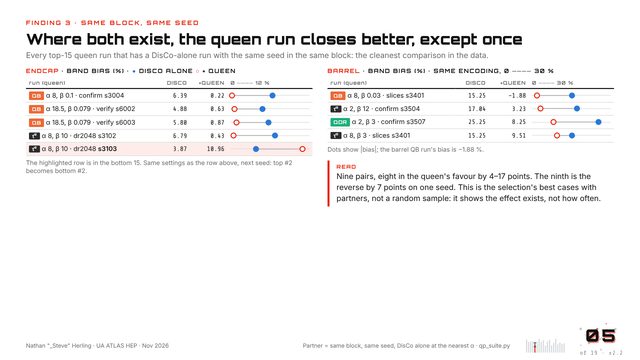 FINDING 3 · SAME BLOCK, SAME SEED
Where both exist, the queen run closes better, except once
Every top-15 queen run that has a DisCo-alone run with the same seed in the same block: the cleanest comparison in the data.
ENDCAP · BAND BIAS (%) · • DISCO ALONE ○ • QUEEN
RUN (QUEEN) DISCO +QUEEN 0 ——— 12 %
QB α 8, β 0.1 · confirm s3004 6.39 0.22
QB α 18.5, β 0.079 · verify s6002 4.88 0.63
QB α 18.5, β 0.079 · verify s6003 5.80 0.87
α 8, β 10 · dr2048 s3102 6.79 0.43
α 8, β 10 · dr2048 s3103 3.87 10.96
The highlighted row is in the bottom 15. Same settings as the row above, next seed: top #2
becomes bottom #2.
BARREL · BAND BIAS (%) · SAME ENCODING, 0 ——— 30 %
RUN (QUEEN) DISCO +QUEEN 0 ——— 30 %
QB α 8, β 0.03 · slices s3401 15.25 -1.88
α 2, β 12 · confirm s3504 17.04 3.23
α 2, β 3 · confirm s3507 25.25 8.25
α 8, β 3 · slices s3401 15.25 9.51
Dots show |bias|; the barrel QB run's bias is −1.88 %.
READ
Nine pairs, eight in the queen's favour by 4–17 points. The ninth is the
reverse by 7 points on one seed. This is the selection's best cases with
partners, not a random sample: it shows the effect exists, not how often.
Nathan "_Steve" Herling · UA ATLAS HEP · Nov 2026
Partner = same block, same seed, DisCo alone at the nearest α · qp_suite.py
05